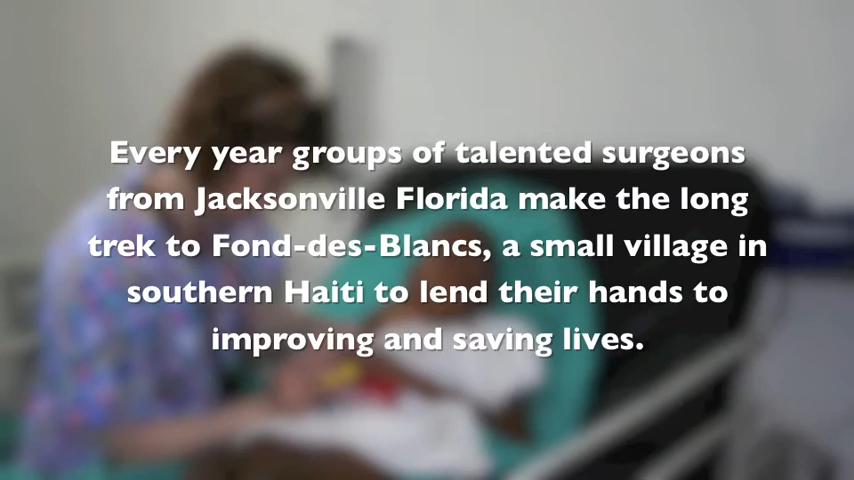 Every year groups of talented surgeons
from Jacksonville Florida make the long
trek to Fond-des-Blancs, a small village in
southern Haiti to lend their hands to
improving and saving lives.